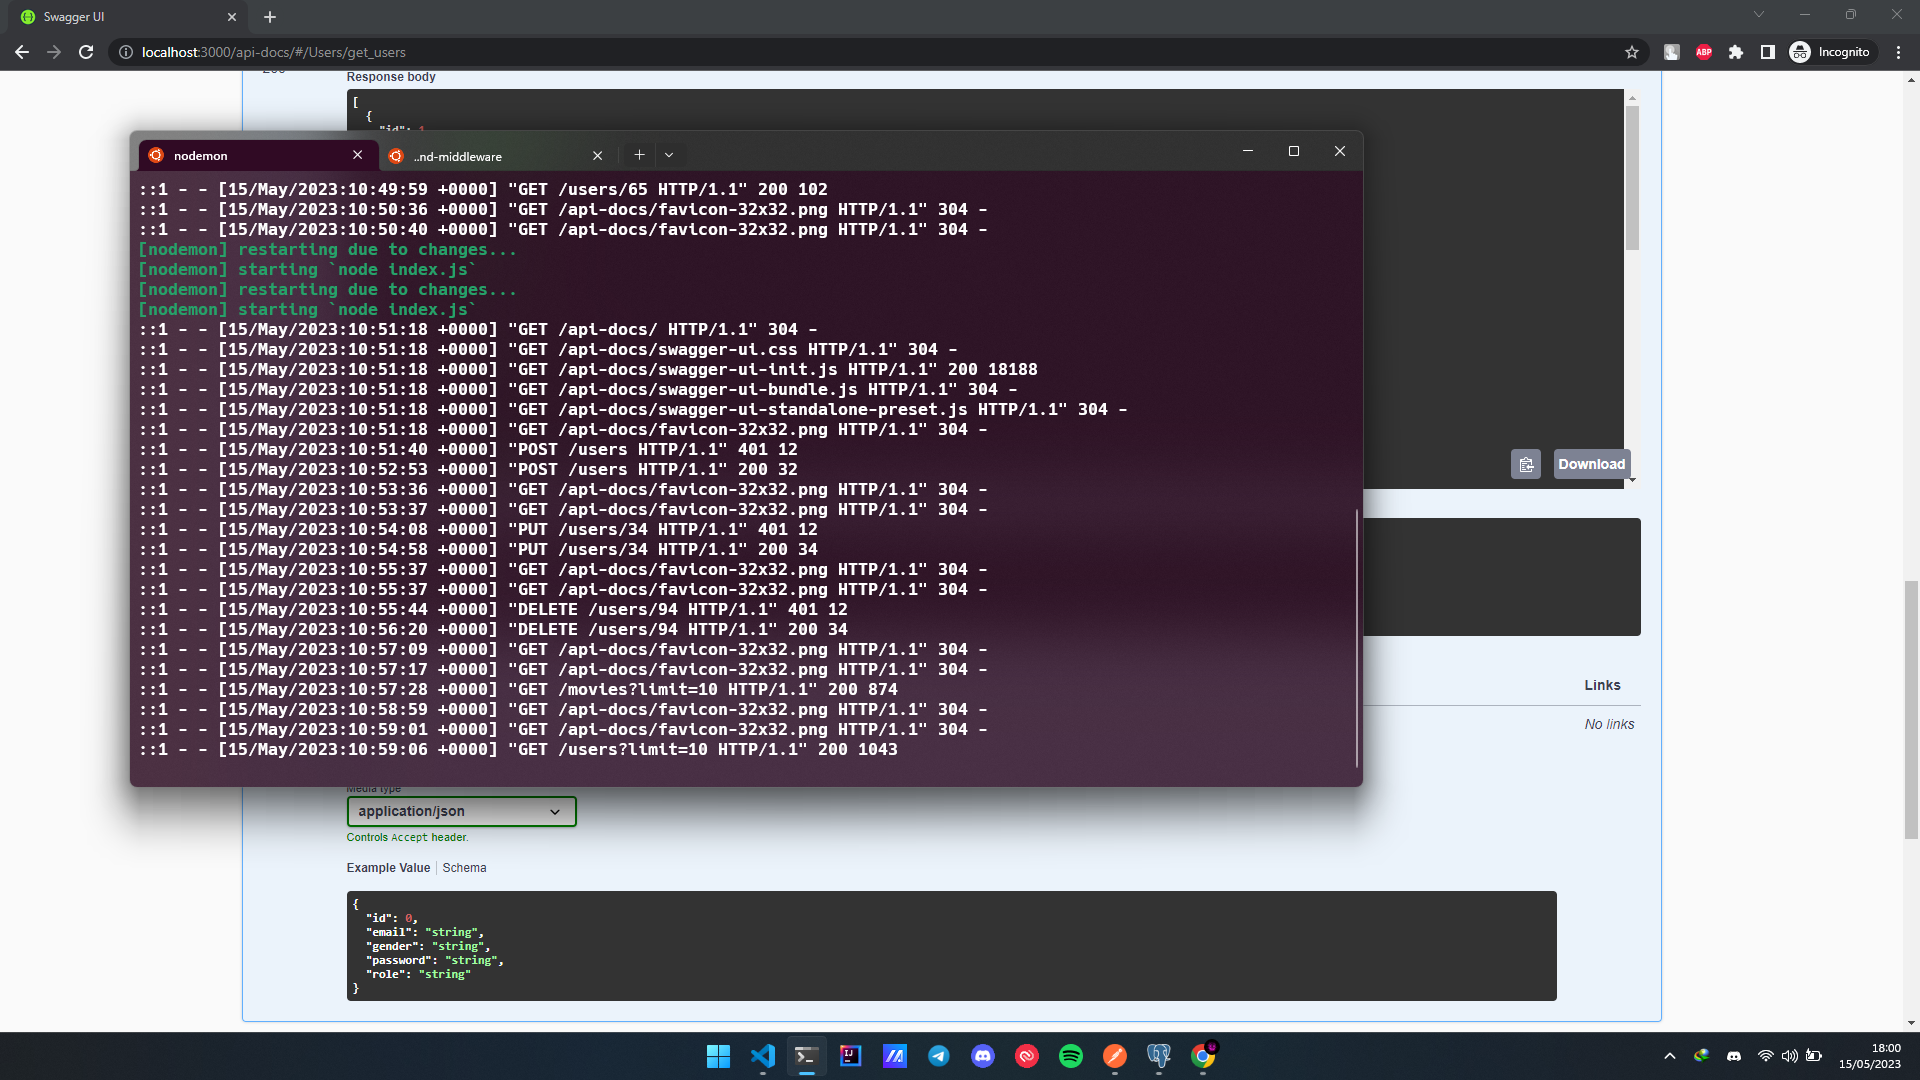 Swagger UI
localhost:3000/api-docs/#/Users/get_users
ABP
Incognito
Response body
[
{
"id": 1
nodemon
..nd-middleware
::1 - - [15/May/2023:10:49:59 +0000] "GET /users/65 HTTP/1.1" 200 102
::1 - - [15/May/2023:10:50:36 +0000] "GET /api-docs/favicon-32x32.png HTTP/1.1" 304 -
::1 - - [15/May/2023:10:50:40 +0000] "GET /api-docs/favicon-32x32.png HTTP/1.1" 304 -
[nodemon] restarting due to changes...
[nodemon] starting `node index.js`
[nodemon] restarting due to changes...
[nodemon] starting `node index.js`
::1 - - [15/May/2023:10:51:18 +0000] "GET /api-docs/ HTTP/1.1" 304 -
::1 - - [15/May/2023:10:51:18 +0000] "GET /api-docs/swagger-ui.css HTTP/1.1" 304 -
::1 - - [15/May/2023:10:51:18 +0000] "GET /api-docs/swagger-ui-init.js HTTP/1.1" 200 18188
::1 - - [15/May/2023:10:51:18 +0000] "GET /api-docs/swagger-ui-bundle.js HTTP/1.1" 304 -
::1 - - [15/May/2023:10:51:18 +0000] "GET /api-docs/swagger-ui-standalone-preset.js HTTP/1.1" 304 -
::1 - - [15/May/2023:10:51:18 +0000] "GET /api-docs/favicon-32x32.png HTTP/1.1" 304 -
::1 - - [15/May/2023:10:51:40 +0000] "POST /users HTTP/1.1" 401 12
::1 - - [15/May/2023:10:52:53 +0000] "POST /users HTTP/1.1" 200 32
::1 - - [15/May/2023:10:53:36 +0000] "GET /api-docs/favicon-32x32.png HTTP/1.1" 304 -
::1 - - [15/May/2023:10:53:37 +0000] "GET /api-docs/favicon-32x32.png HTTP/1.1" 304 -
::1 - - [15/May/2023:10:54:08 +0000] "PUT /users/34 HTTP/1.1" 401 12
::1 - - [15/May/2023:10:54:58 +0000] "PUT /users/34 HTTP/1.1" 200 34
::1 - - [15/May/2023:10:55:37 +0000] "GET /api-docs/favicon-32x32.png HTTP/1.1" 304 -
::1 - - [15/May/2023:10:55:37 +0000] "GET /api-docs/favicon-32x32.png HTTP/1.1" 304 -
::1 - - [15/May/2023:10:55:44 +0000] "DELETE /users/94 HTTP/1.1" 401 12
::1 - - [15/May/2023:10:56:20 +0000] "DELETE /users/94 HTTP/1.1" 200 34
::1 - - [15/May/2023:10:57:09 +0000] "GET /api-docs/favicon-32x32.png HTTP/1.1" 304 -
::1 - - [15/May/2023:10:57:17 +0000] "GET /api-docs/favicon-32x32.png HTTP/1.1" 304 -
::1 - - [15/May/2023:10:57:28 +0000] "GET /movies?limit=10 HTTP/1.1" 200 874
::1 - - [15/May/2023:10:58:59 +0000] "GET /api-docs/favicon-32x32.png HTTP/1.1" 304 -
::1 - - [15/May/2023:10:59:01 +0000] "GET /api-docs/favicon-32x32.png HTTP/1.1" 304 -
::1 - - [15/May/2023:10:59:06 +0000] "GET /users?limit=10 HTTP/1.1" 200 1043
Download
Links
No links
Media type
application/json
Controls Accept header.
Example Value
Schema
{
"id": 0,
"email": "string",
"gender": "string",
"password": "string",
"role": "string"
}
18:00
15/05/2023